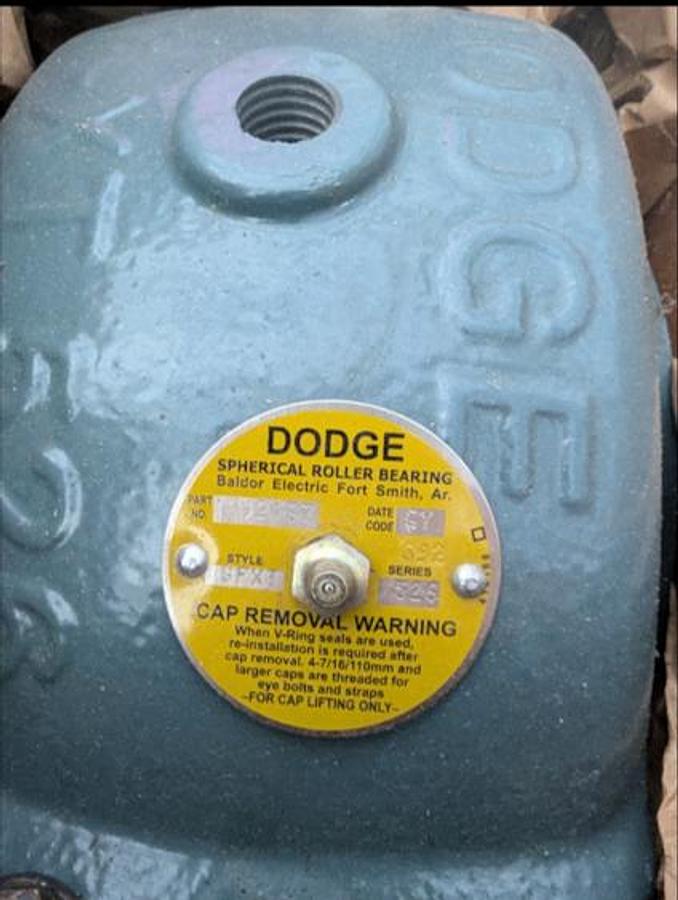 DODGE
DODGE
SPHERICAL ROLLER BEARING
Baldor Electric Fort Smith, Ar.
PART NO.
DATE CODE
STYLE
SERIES
CAP REMOVAL WARNING
When V-Ring seals are used,
re-installation is required after
cap removal. 4-7/16/110mm and
larger caps are threaded for
eye bolts and straps
–FOR CAP LIFTING ONLY–